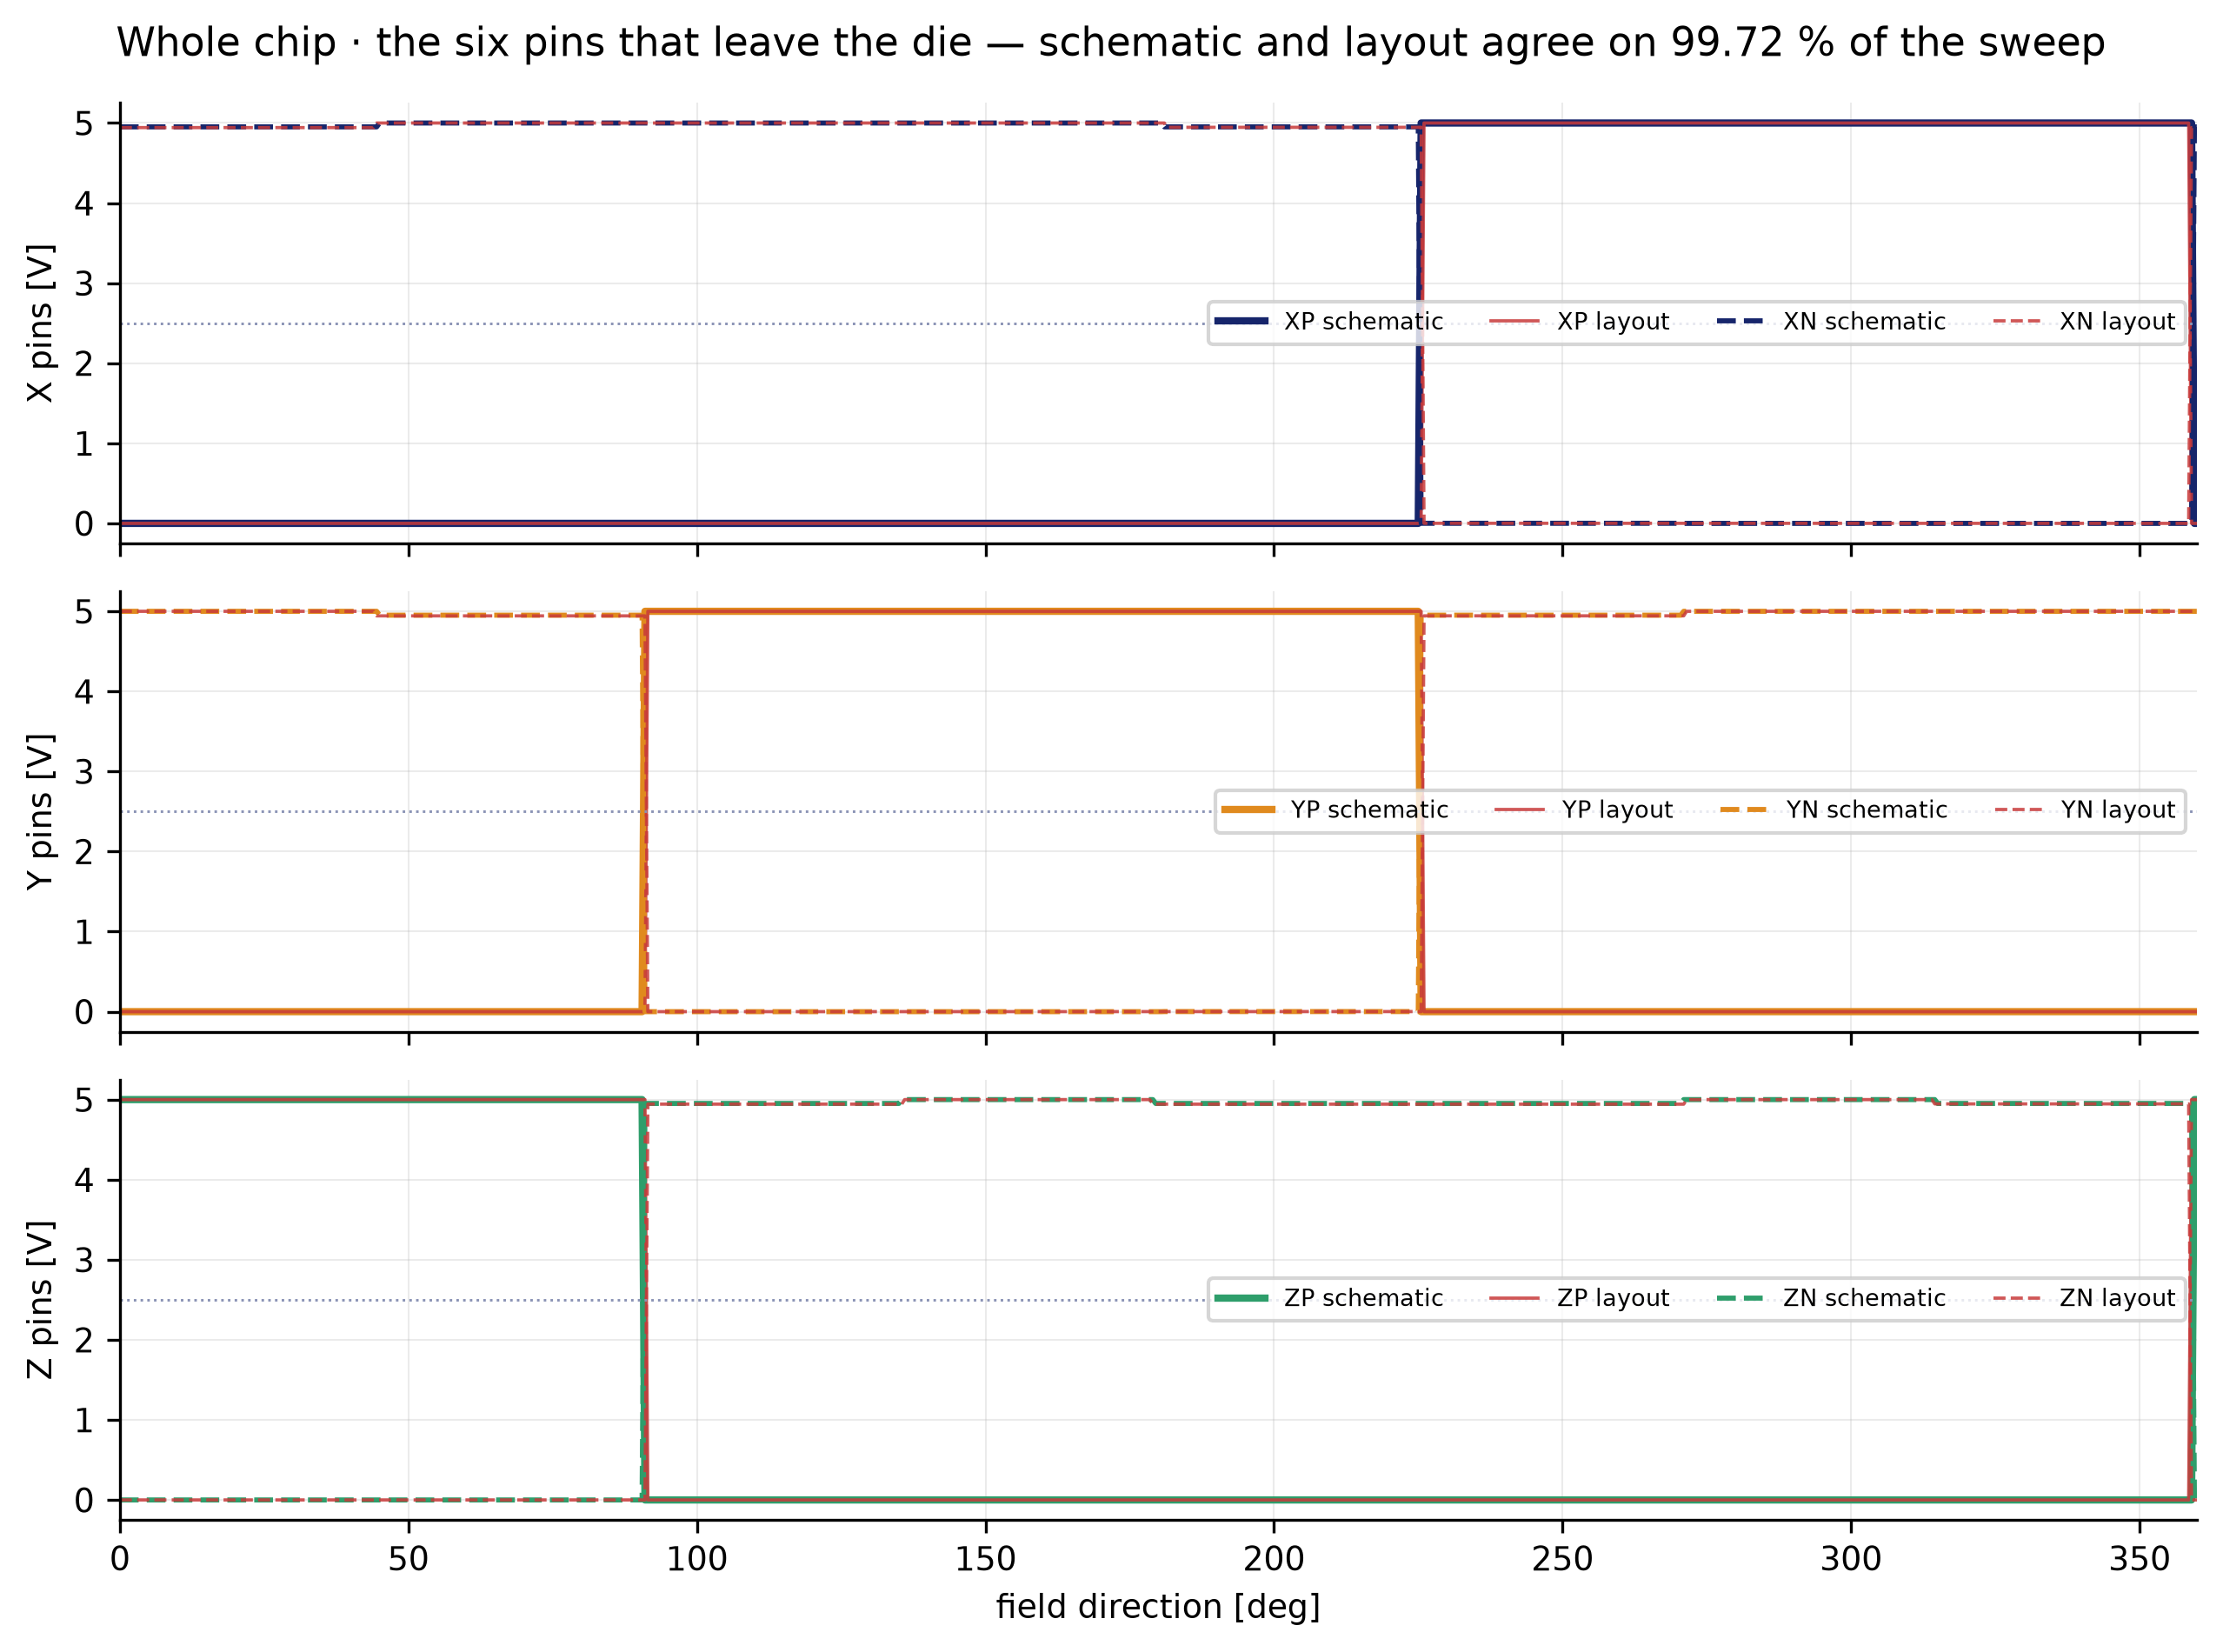 Whole chip · the six pins that leave the die — schematic and layout agree on 99.72 % of the sweep
X pins [V]
5
4
3
2
1
0
XP schematic XP layout XN schematic XN layout
Y pins [V]
5
4
3
2
1
0
YP schematic YP layout YN schematic YN layout
Z pins [V]
5
4
3
2
1
0
ZP schematic ZP layout ZN schematic ZN layout
0 50 100 150 200 250 300 350
field direction [deg]